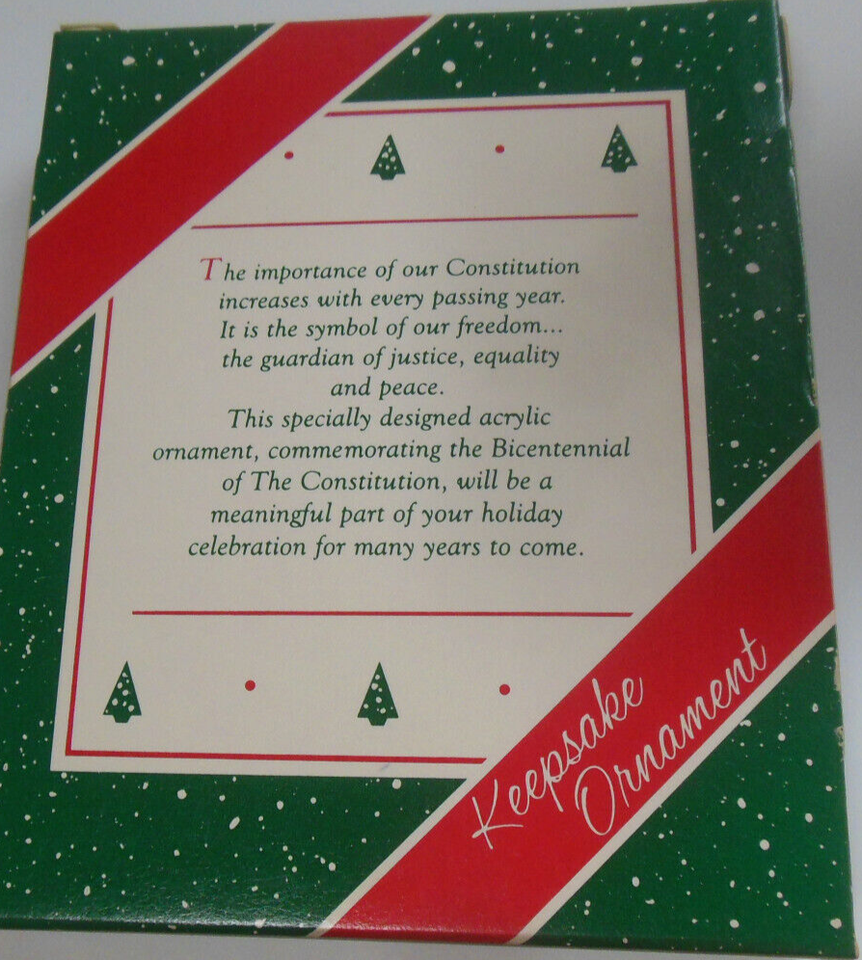 The importance of our Constitution
increases with every passing year.
It is the symbol of our freedom...
the guardian of justice, equality
and peace.
This specially designed acrylic
ornament, commemorating the Bicentennial
of The Constitution, will be a
meaningful part of your holiday
celebration for many years to come.
Keepsake
Ornament